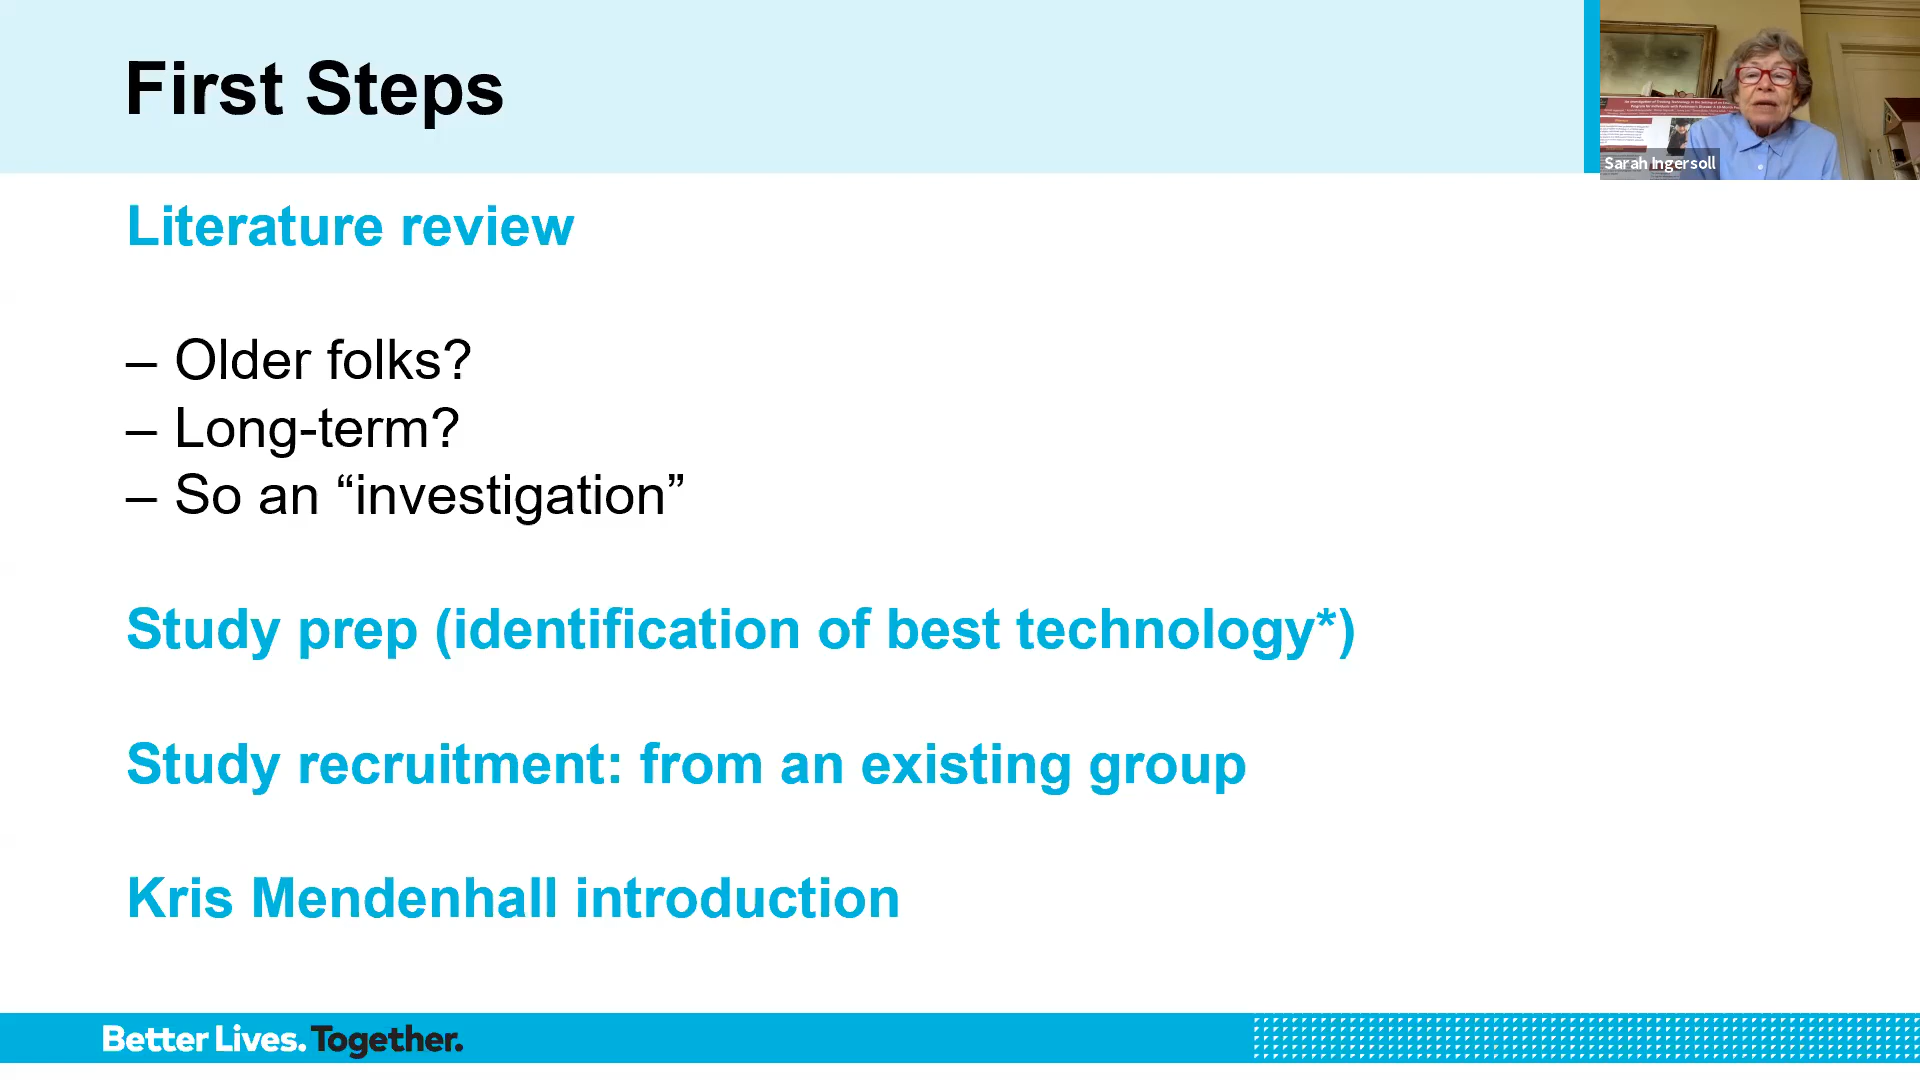 First Steps
Sarah Ingersoll
Literature review
– Older folks?
– Long-term?
– So an “investigation”
Study prep (identification of best technology*)
Study recruitment: from an existing group
Kris Mendenhall introduction
Better Lives. Together.